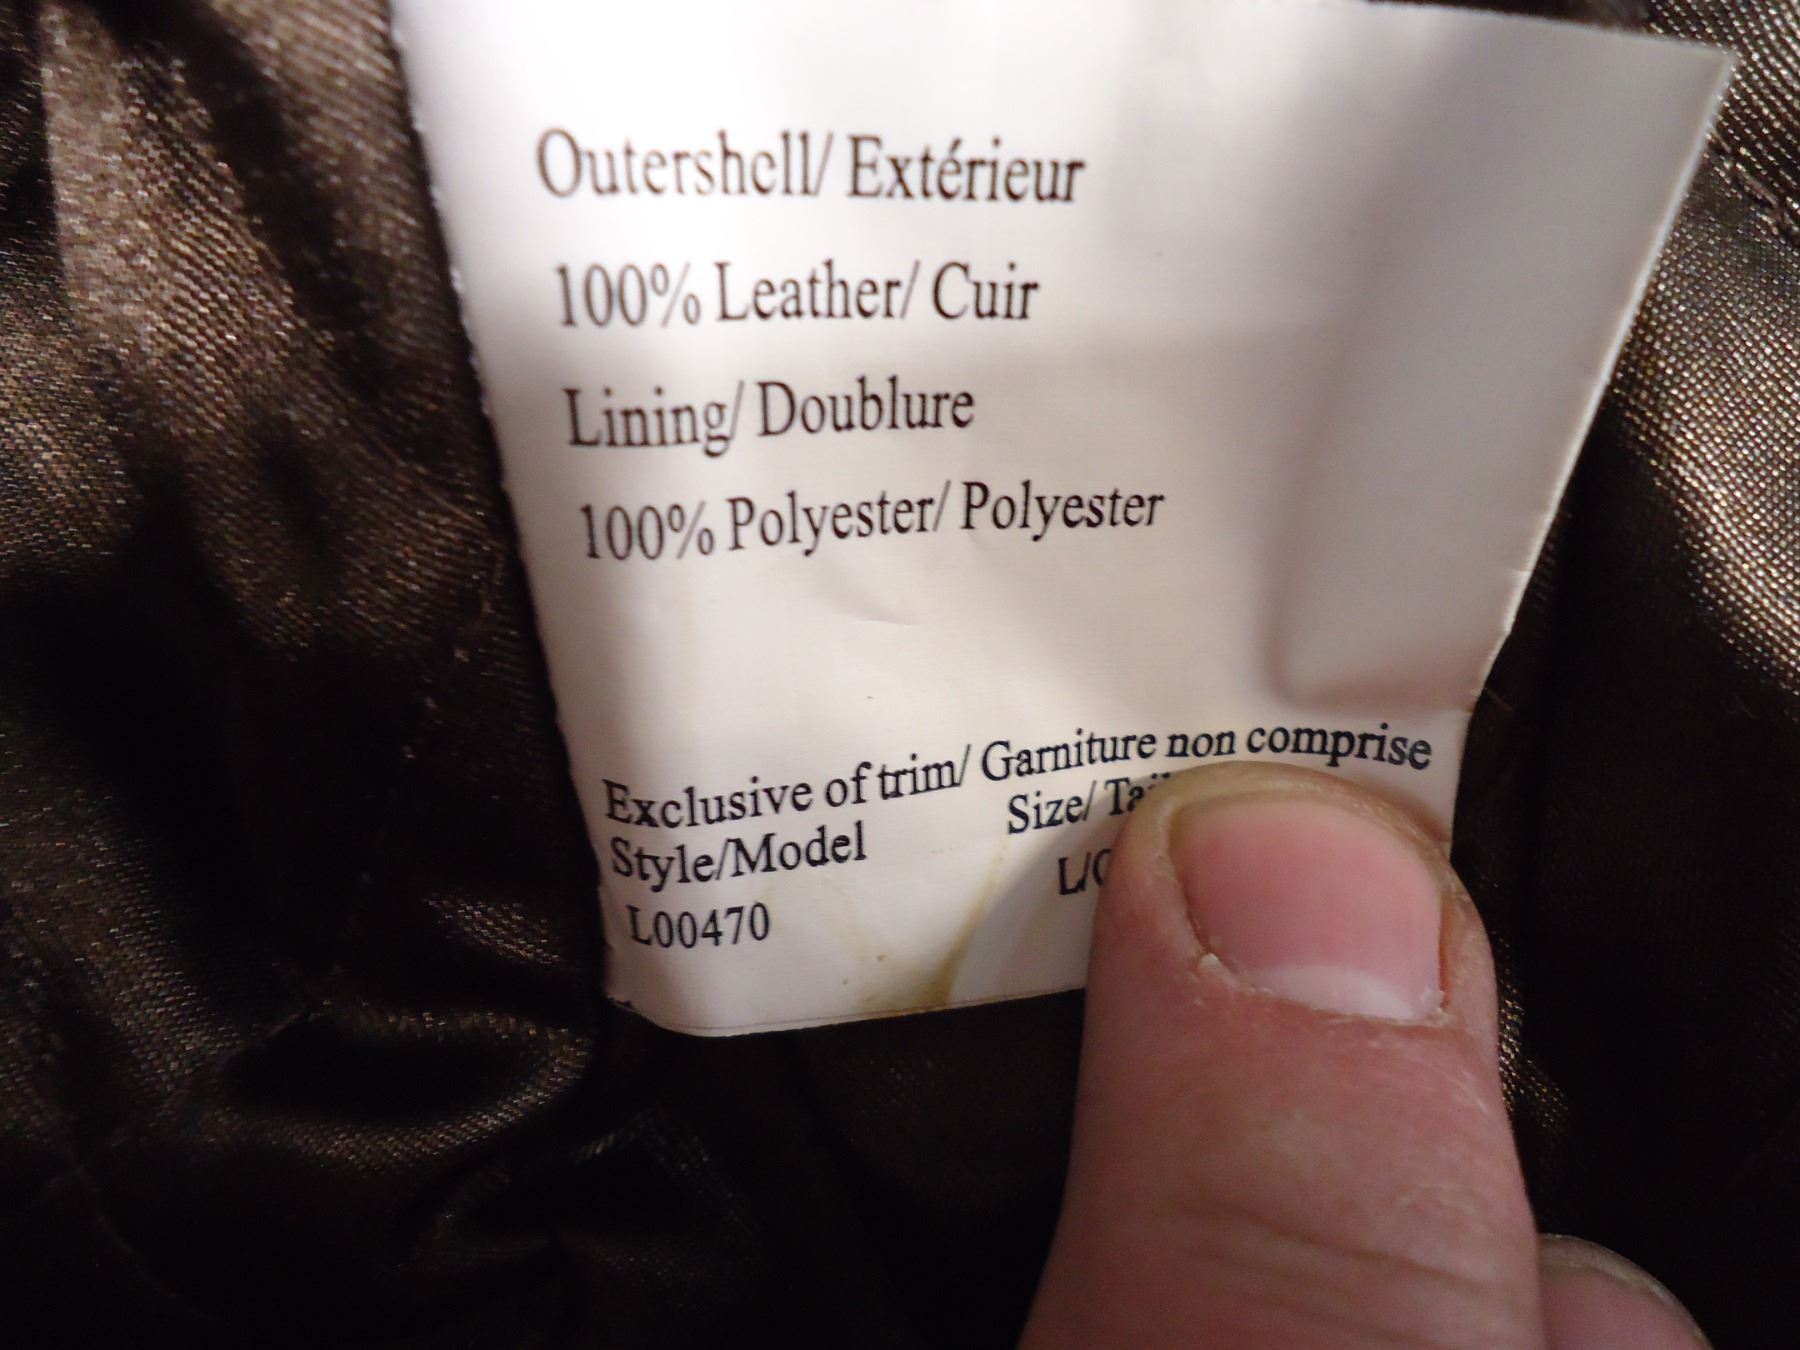 Outershell/ Extérieur
100% Leather/ Cuir
Lining/ Doublure
100% Polyester/ Polyester
Exclusive of trim/ Garniture non comprise
Style/Model Size/
L00470